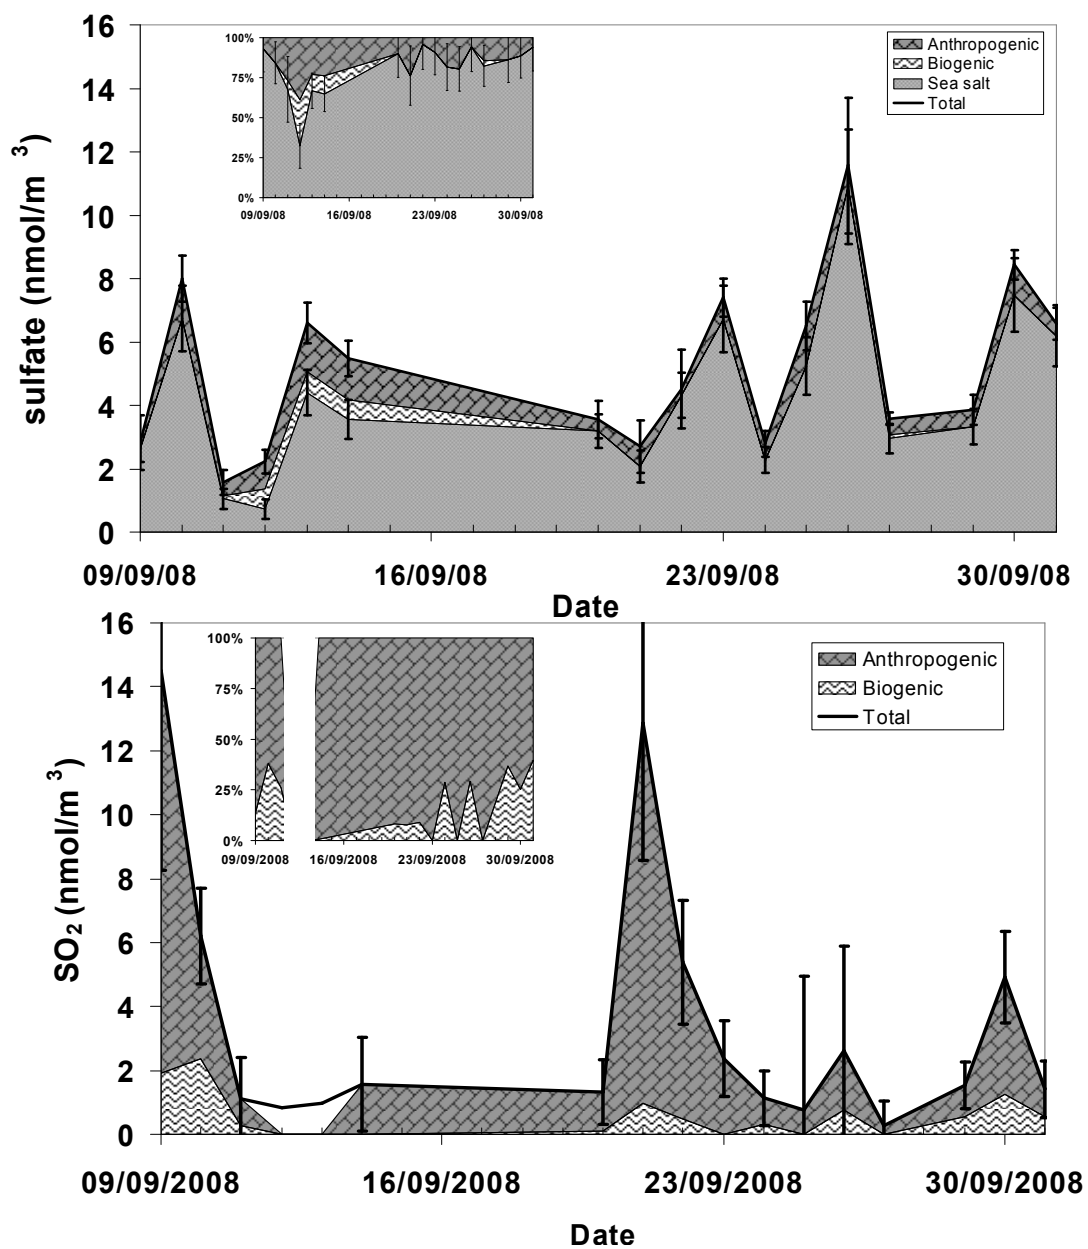 16
14
12
10
8
6
4
2
0
sulfate (nmol/m 3)
100%
75%
50%
25%
0%
09/09/08 16/09/08 23/09/08 30/09/08
Anthropogenic
Biogenic
Sea salt
Total
09/09/08 16/09/08 23/09/08 30/09/08
Date
16
14
12
10
8
6
4
2
0
SO2 (nmol/m 3)
100%
75%
50%
25%
0%
09/09/2008 16/09/2008 23/09/2008 30/09/2008
Anthropogenic
Biogenic
Total
09/09/2008 16/09/2008 23/09/2008 30/09/2008
Date